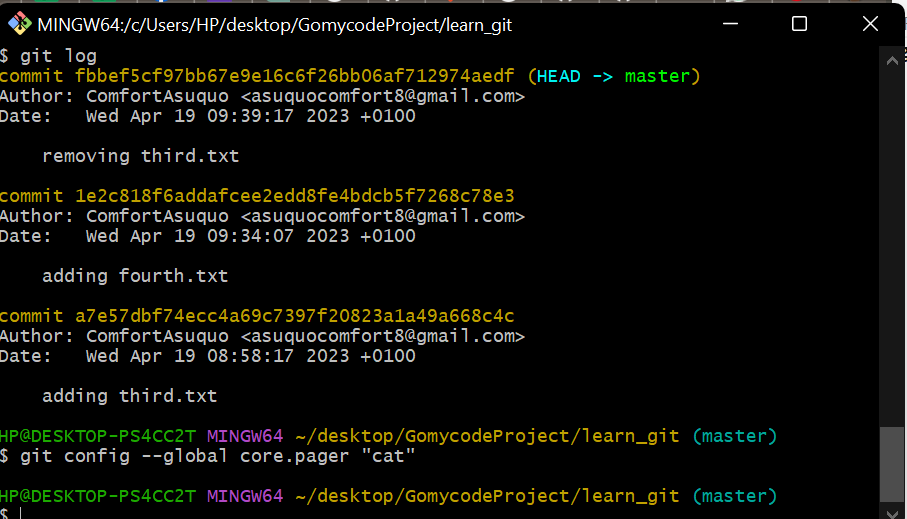 MINGW64:/c/Users/HP/desktop/GomycodeProject/learn_git
$ git log
commit fbbef5cf97bb67e9e16c6f26bb06af712974aedf (HEAD -> master)
Author: ComfortAsuquo <asuquocomfort8@gmail.com>
Date:   Wed Apr 19 09:39:17 2023 +0100
    removing third.txt
commit 1e2c818f6addafcee2edd8fe4bdcb5f7268c78e3
Author: ComfortAsuquo <asuquocomfort8@gmail.com>
Date:   Wed Apr 19 09:34:07 2023 +0100
    adding fourth.txt
commit a7e57dbf74ecc4a69c7397f20823a1a49a668c4c
Author: ComfortAsuquo <asuquocomfort8@gmail.com>
Date:   Wed Apr 19 08:58:17 2023 +0100
    adding third.txt
HP@DESKTOP-PS4CC2T MINGW64 ~/desktop/GomycodeProject/learn_git (master)
$ git config --global core.pager "cat"
HP@DESKTOP-PS4CC2T MINGW64 ~/desktop/GomycodeProject/learn_git (master)
$